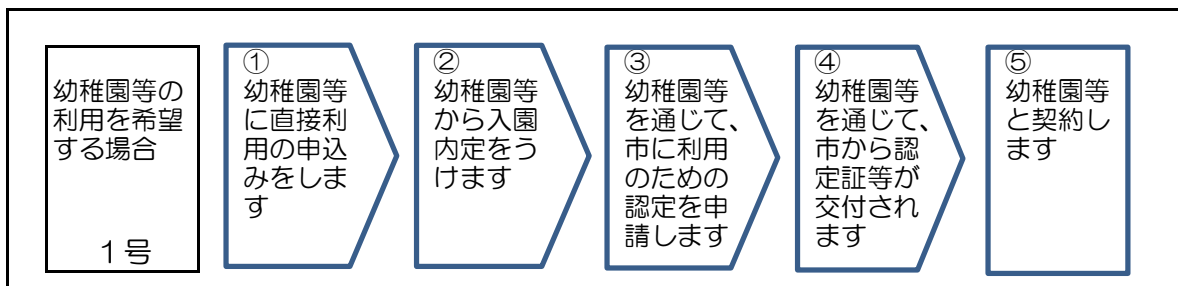 幼稚園等の
利用を希望
する場合
１号
①
幼稚園等
に直接利
用の申込
みをしま
す
②
幼稚園等
から入園
内定をう
けます
③
幼稚園等
を通じて、
市に利用
のための
認定を申
請します
④
幼稚園等
を通じて、
市から認
定証等が
交付され
ます
⑤
幼稚園等
と契約し
ます